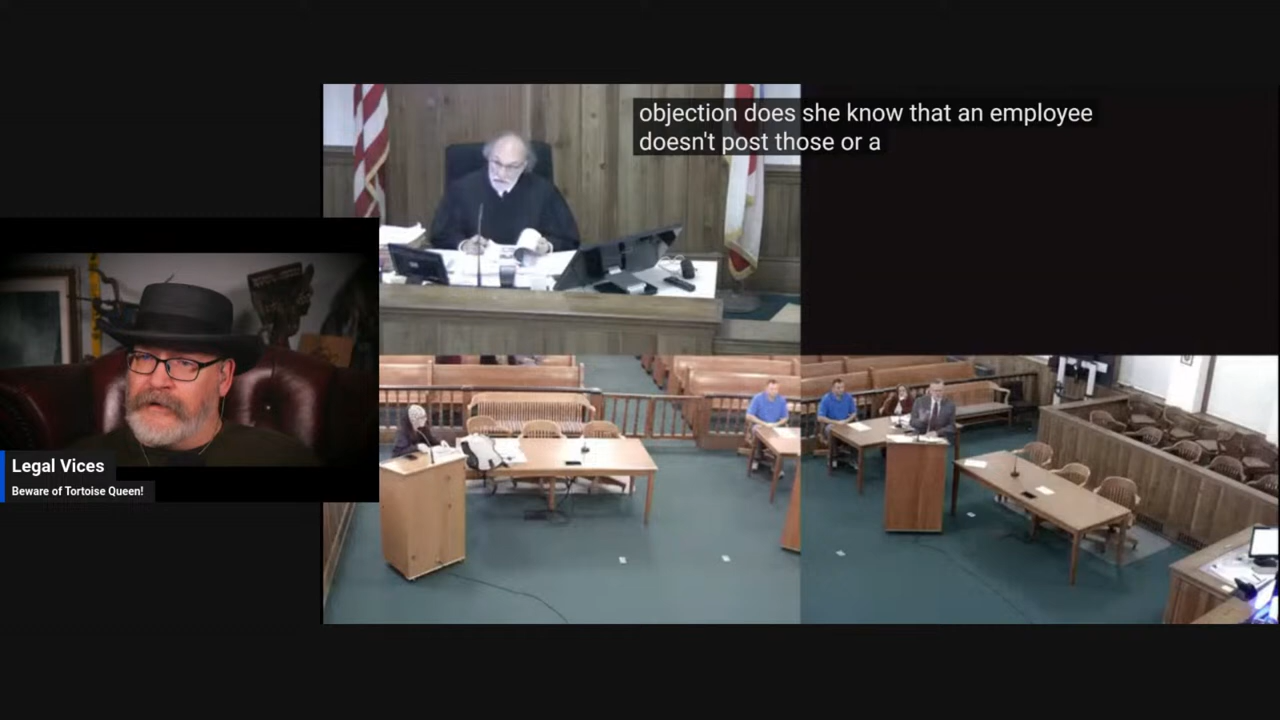 objection does she know that an employee
doesn't post those or a
Legal Vices
Beware of Tortoise Queen!